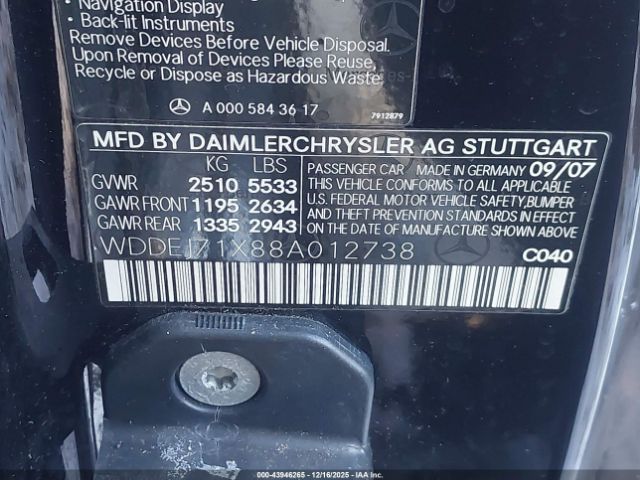 • Navigation Display
• Back-lit Instruments
Remove Devices Before Vehicle Disposal.
Upon Removal of Devices Please Reuse,
Recycle or Dispose as Hazardous Waste.
A 000 584 36 17
7912879
MFD BY DAIMLERCHRYSLER AG STUTTGART
KG LBS
GVWR 2510 5533
GAWR FRONT 1195 2634
GAWR REAR 1335 2943
PASSENGER CAR MADE IN GERMANY 09/07
THIS VEHICLE CONFORMS TO ALL APPLICABLE
U.S. FEDERAL MOTOR VEHICLE SAFETY, BUMPER
AND THEFT PREVENTION STANDARDS IN EFFECT
ON THE DATE OF MANUFACTURE SHOWN ABOVE.
WDDEJ71X88A012738
C040
000-43946265 - 12/16/2025 - IAA Inc.